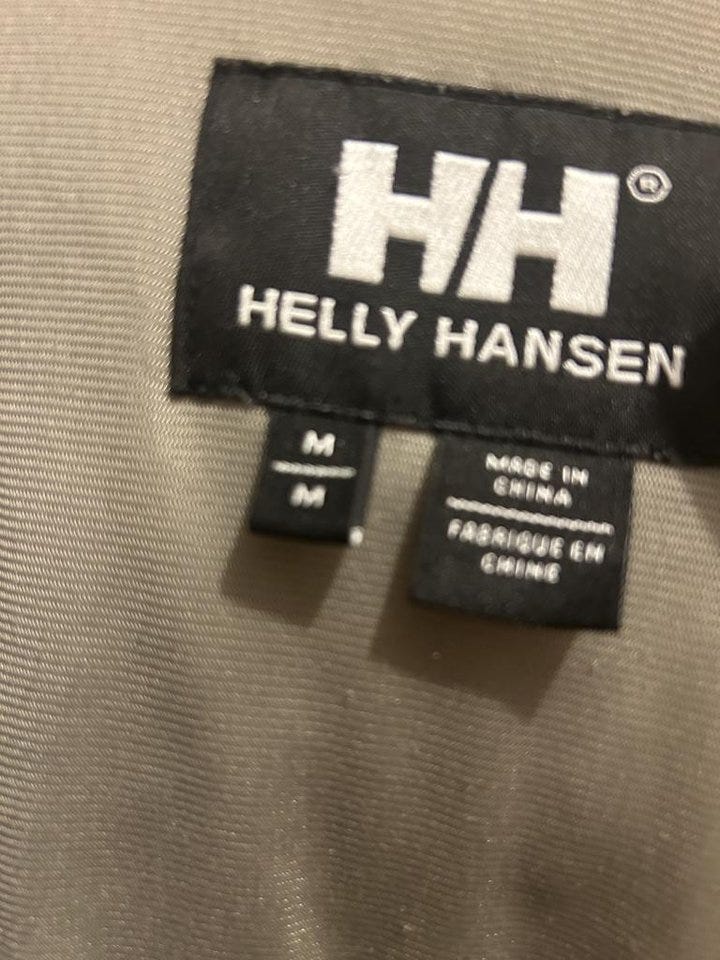 HH®
HELLY HANSEN
M
M
MADE IN
CHINA
FABRIQUE EN
CHINE